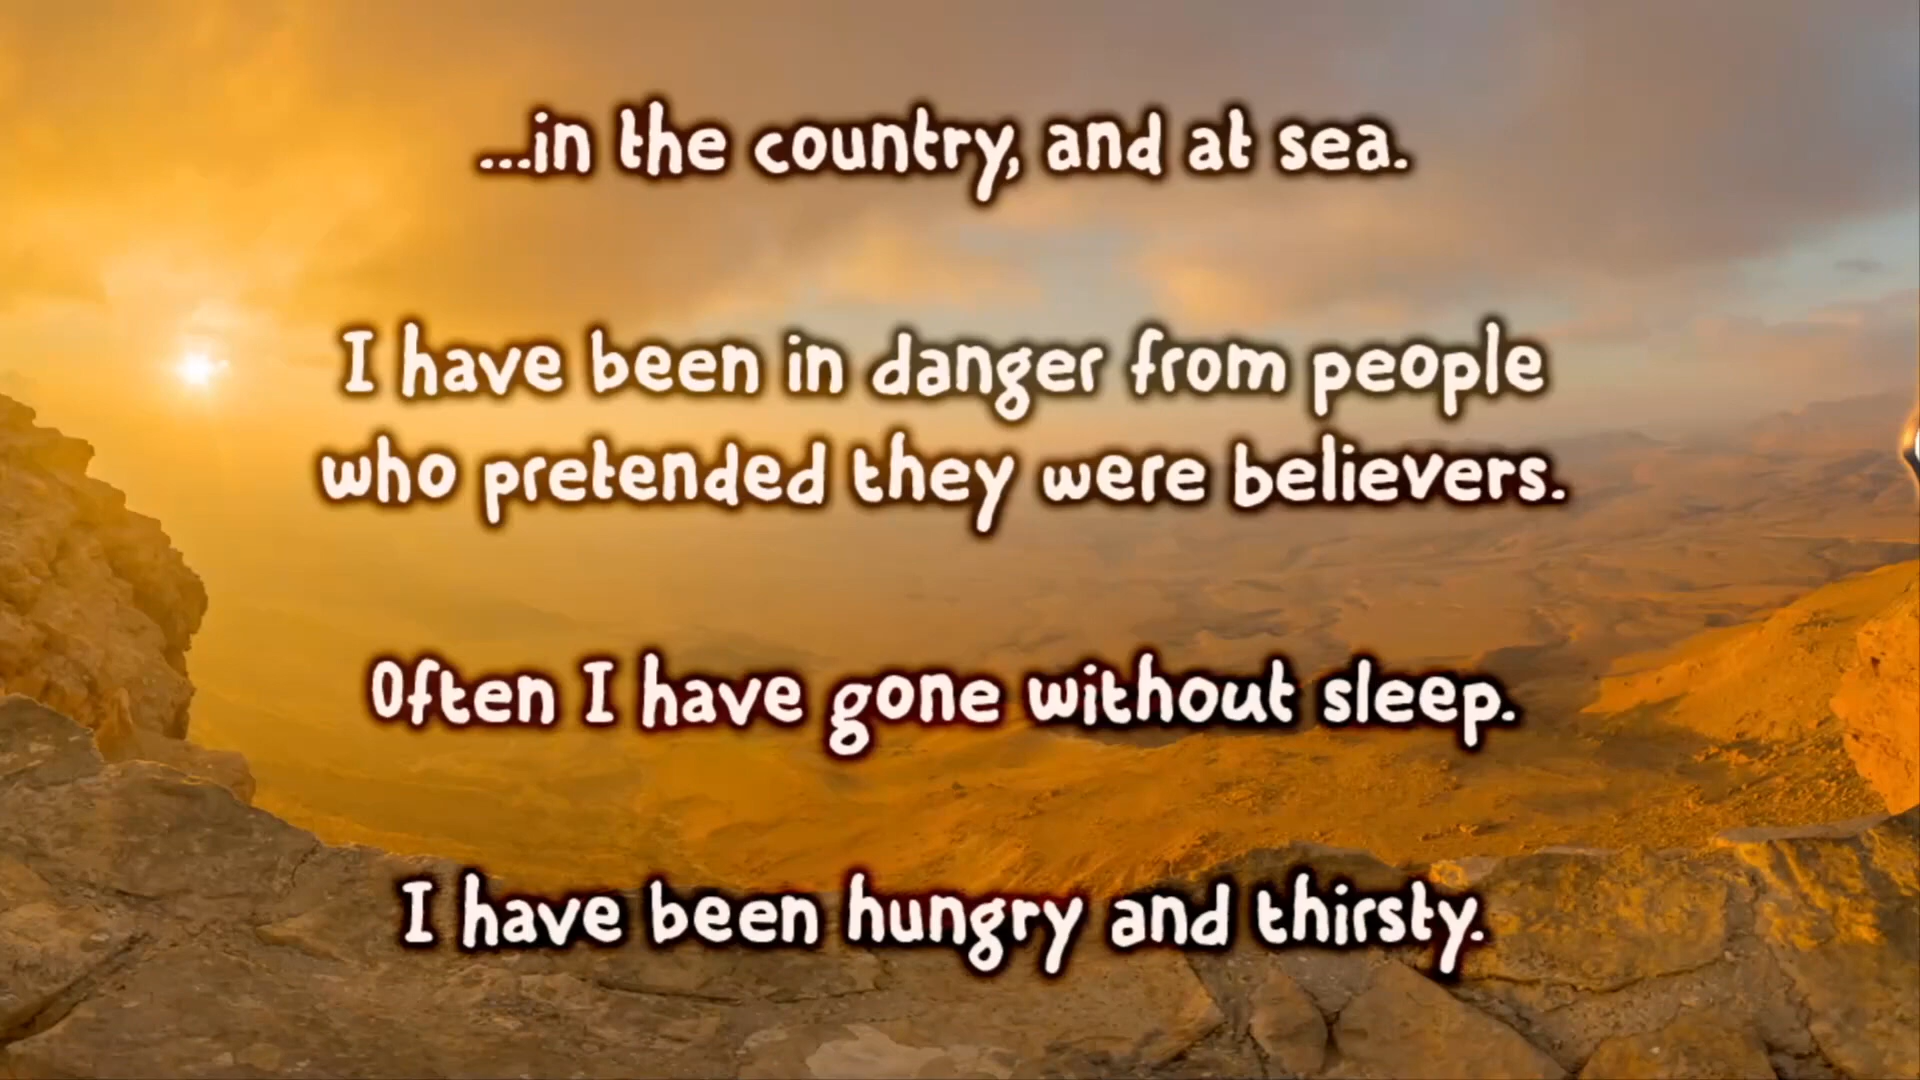 ...in the country, and at sea.
I have been in danger from people
who pretended they were believers.
Often I have gone without sleep.
I have been hungry and thirsty.